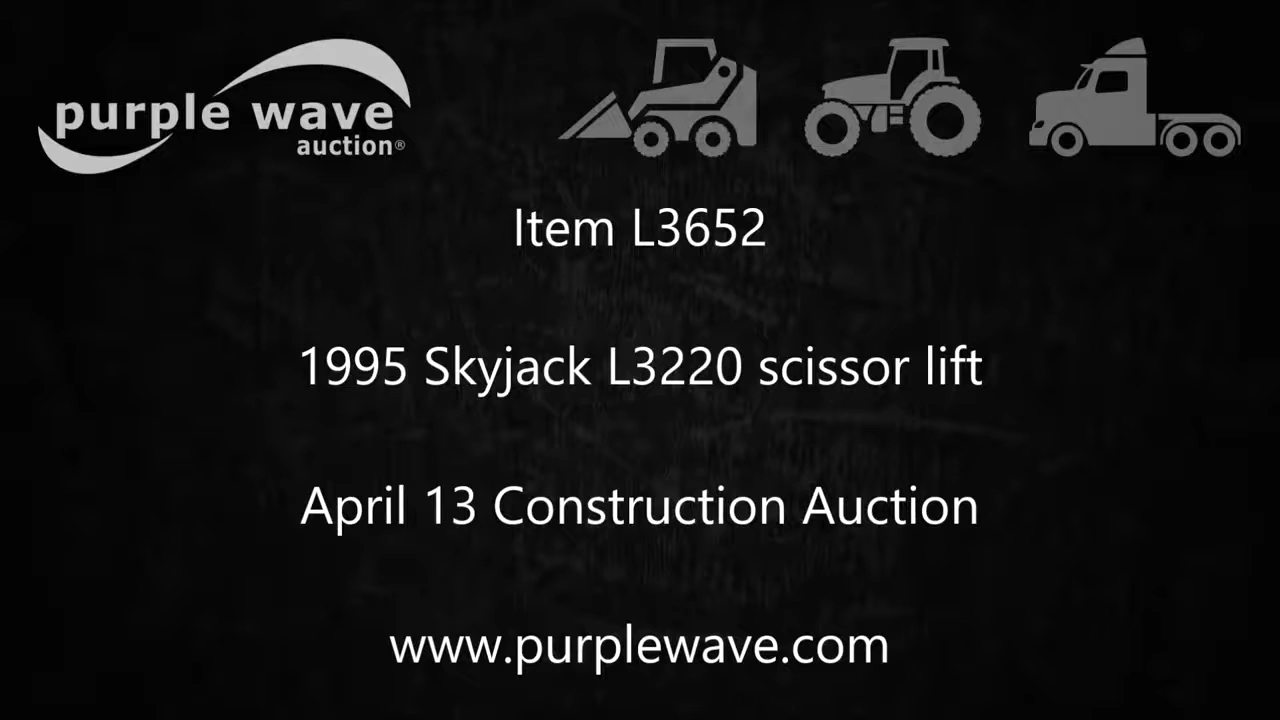 purple wave
auction®
Item L3652
1995 Skyjack L3220 scissor lift
April 13 Construction Auction
www.purplewave.com